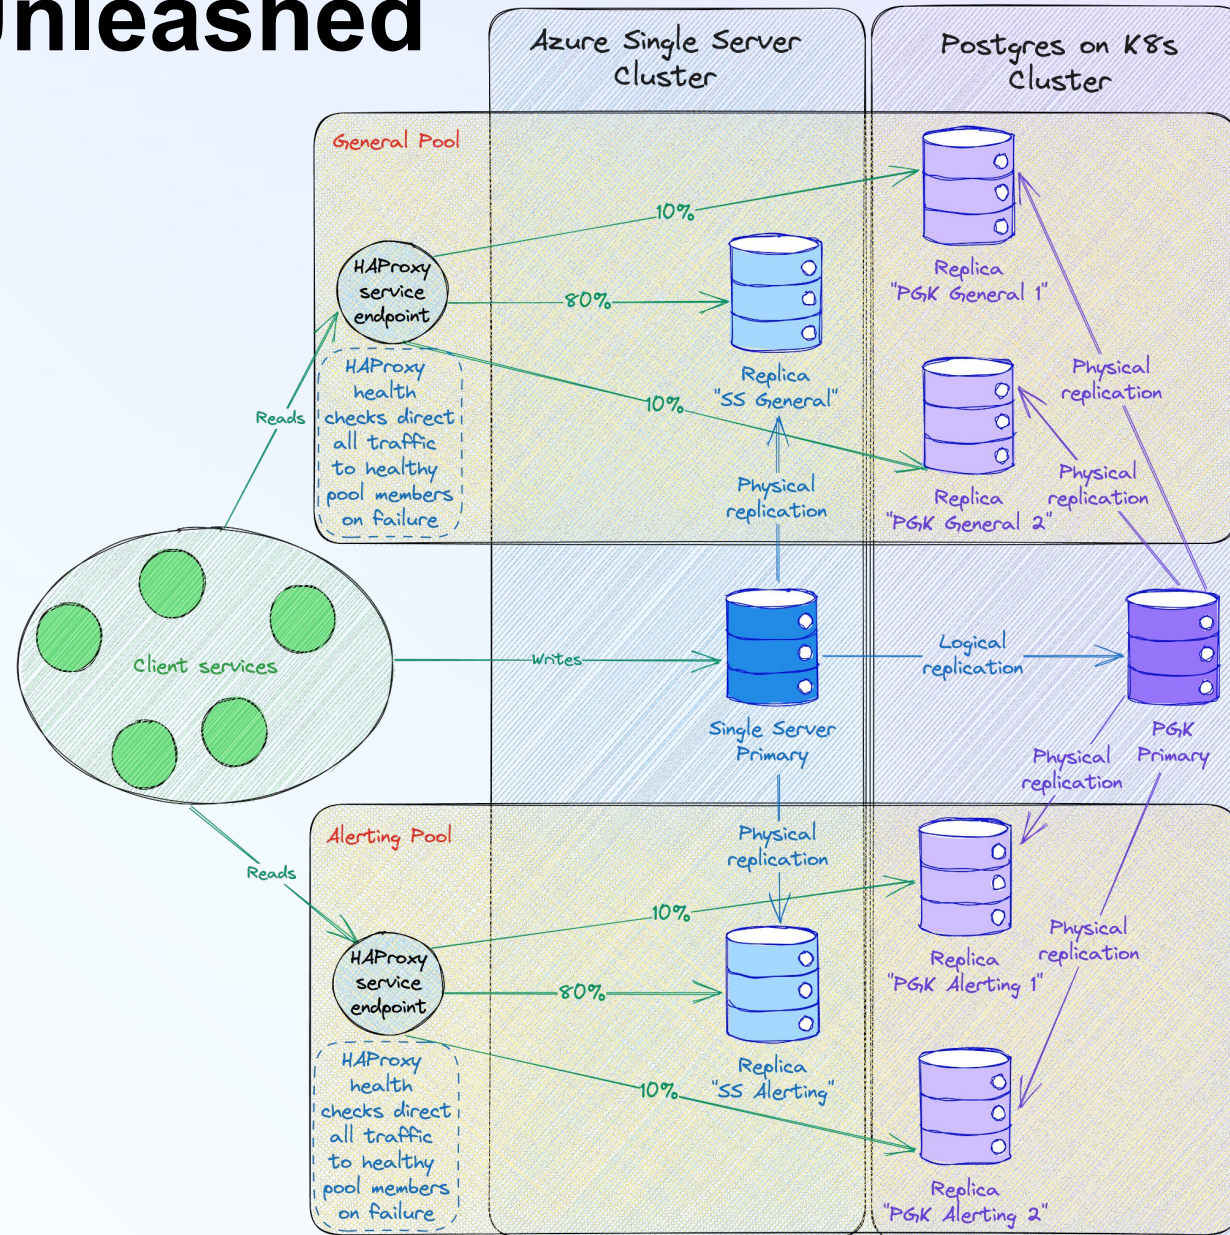 Unleashed
Azure Single Server
Cluster
Postgres on K8s
Cluster
General Pool
10%
HAProxy
service
endpoint
80%
Replica
"PGK General 1"
HAProxy
health
checks direct
all traffic
to healthy
pool members
on failure
Replica
"SS General"
10%
Reads
Physical
replication
Physical
replication
Physical
replication
Replica
"PGK General 2"
Client services
Writes
Logical
replication
Single Server
Primary
PGK
Primary
Physical
replication
Alerting Pool
Physical
replication
Reads
10%
HAProxy
service
endpoint
80%
Replica
"PGK Alerting 1"
Physical
replication
HAProxy
health
checks direct
all traffic
to healthy
pool members
on failure
Replica
"SS Alerting"
10%
Replica
"PGK Alerting 2"